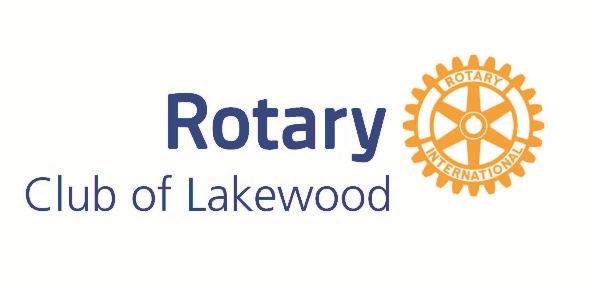 Rotary
Club of Lakewood
ROTARY
INTERNATIONAL